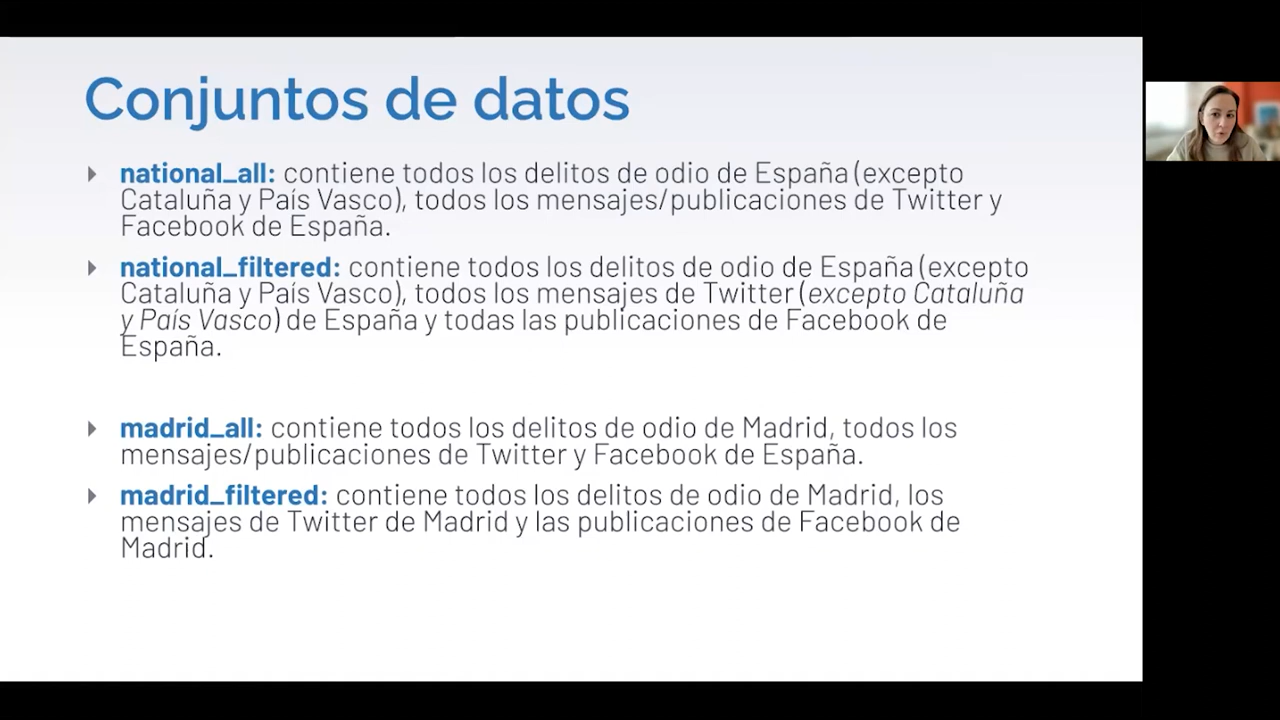 Conjuntos de datos
national_all: contiene todos los delitos de odio de España (excepto
Cataluña y País Vasco), todos los mensajes/publicaciones de Twitter y
Facebook de España.
national_filtered: contiene todos los delitos de odio de España (excepto
Cataluña y País Vasco), todos los mensajes de Twitter (excepto Cataluña
y País Vasco) de España y todas las publicaciones de Facebook de
España.
madrid_all: contiene todos los delitos de odio de Madrid, todos los
mensajes/publicaciones de Twitter y Facebook de España.
madrid_filtered: contiene todos los delitos de odio de Madrid, los
mensajes de Twitter de Madrid y las publicaciones de Facebook de
Madrid.